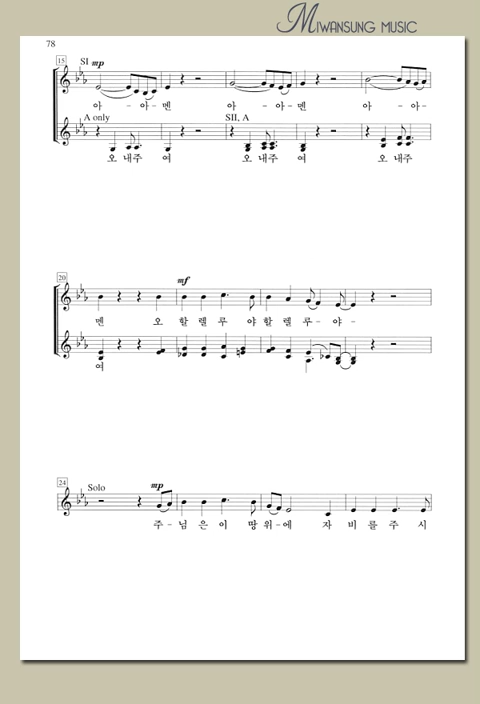 MIWANSUNG MUSIC
78
15 SI mp
아 - 아-멘 아 - 아-멘 아 - 아-
A only SII, A
오 내주 여 오 내주 여 오 내주
20 mf
멘 오 할 렐 루 야 할 렐 루 - 야 -
여
24 Solo mp
주 - 님 은 이 땅 위 - 에 자 비 를 주 시